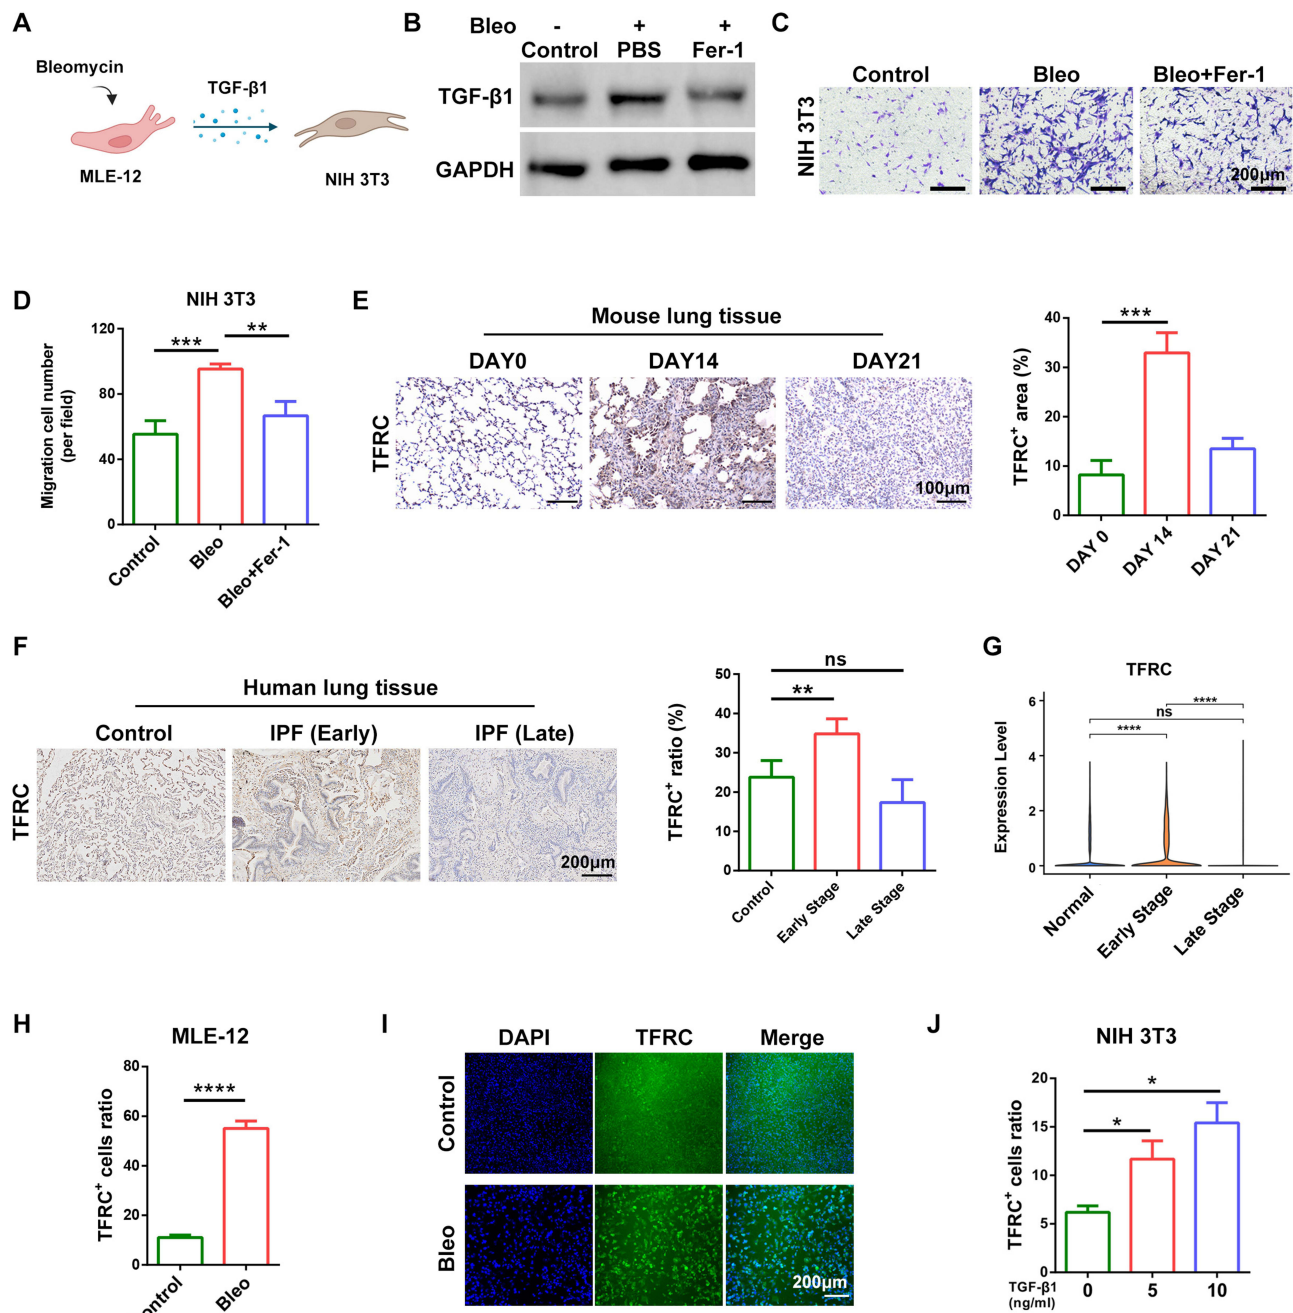 A
Bleomycin
TGF-β1
MLE-12
NIH 3T3
B
Bleo - + +
Control PBS Fer-1
TGF-β1
GAPDH
C
Control Bleo Bleo+Fer-1
NIH 3T3
200μm
D
NIH 3T3
Migration cell number
(per field)
120
80
40
0
*** **
Control Bleo Bleo+Fer-1
E
Mouse lung tissue
DAY0 DAY14 DAY21
TFRC
100μm
TFRC+ area (%)
40
30
20
10
0
***
DAY 0 DAY 14 DAY 21
F
Human lung tissue
Control IPF (Early) IPF (Late)
TFRC
200μm
TFRC+ ratio (%)
50
40
30
20
10
0
ns
**
Control Early Stage Late Stage
G
TFRC
Expression Level
6
4
2
0
****
ns
****
Normal Early Stage Late Stage
H
MLE-12
TFRC+ cells ratio
80
60
40
20
0
****
Control Bleo
I
DAPI TFRC Merge
Control
Bleo
200μm
J
NIH 3T3
TFRC+ cells ratio
20
15
10
5
0
*
*
TGF-β1
(ng/ml)
0 5 10